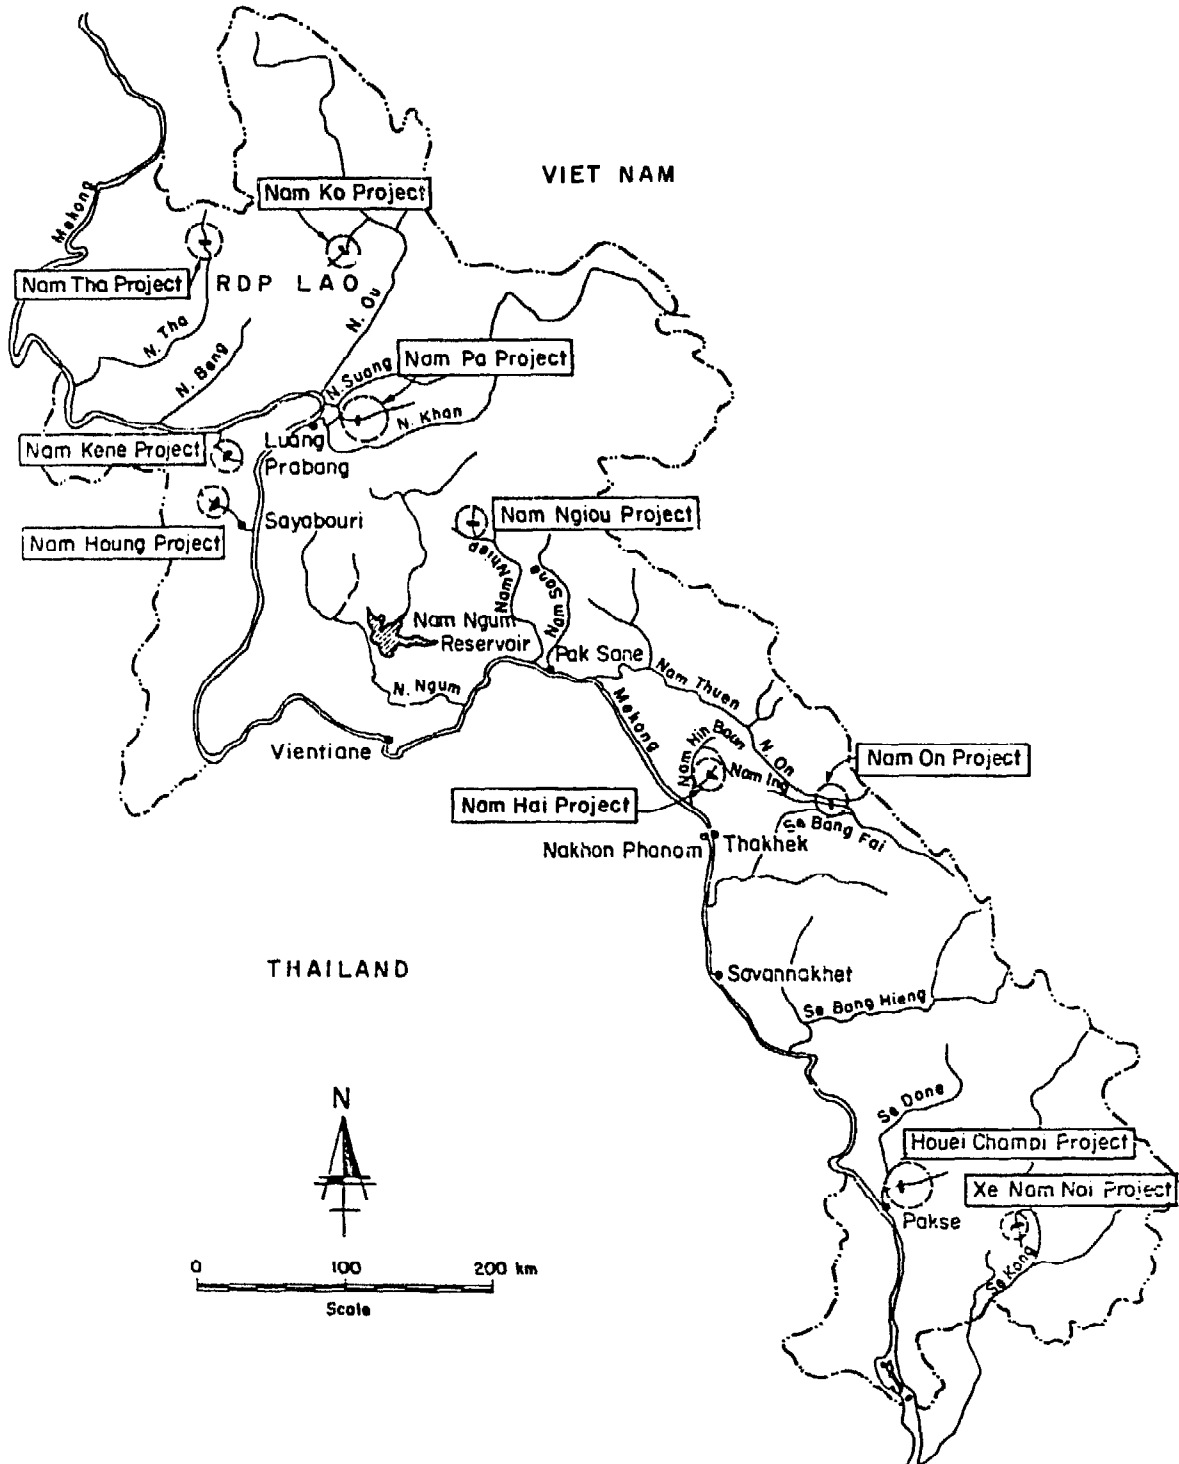 VIET NAM
Nam Ko Project
Mekong
Nam Tha Project
RDP LAO
N. Ou
N. Tha
N. Beng
N. Suang
Nam Pa Project
N. Khan
Nam Kene Project
Luang
Prabang
Nam Ngiou Project
Sayabouri
Nam Houng Project
Nam Nhiep
Nam Sane
Nam Ngum
Reservoir
Pak Sane
Nam Thuen
N. Ngum
Mekong
Vientiane
Nam Hin Boun
N. On
Nam On Project
Nam Ing
Nam Hai Project
Se Bang Fai
Nakhon Phanom
Thakhek
THAILAND
Savannakhet
Se Bang Hieng
N
Se Done
Houei Champi Project
Xe Nam Noi Project
Pakse
Se Kong
0 100 200 km
Scale